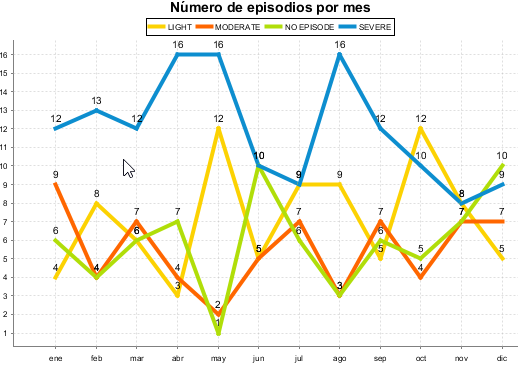 Número de episodios por mes
LIGHT MODERATE NO EPISODE SEVERE
16 16 16
16
15
14
13 13
12 12 12 12 12 12 12
11
10 10 10 10
9 9 9 9 9
8 8 8
7 7 7 7 7 7 7
6 6 6 6 6
5 5 5 5 5
4 4 4 4 4
3 3 3
2 2
1 1
ene feb mar abr may jun jul ago sep oct nov dic